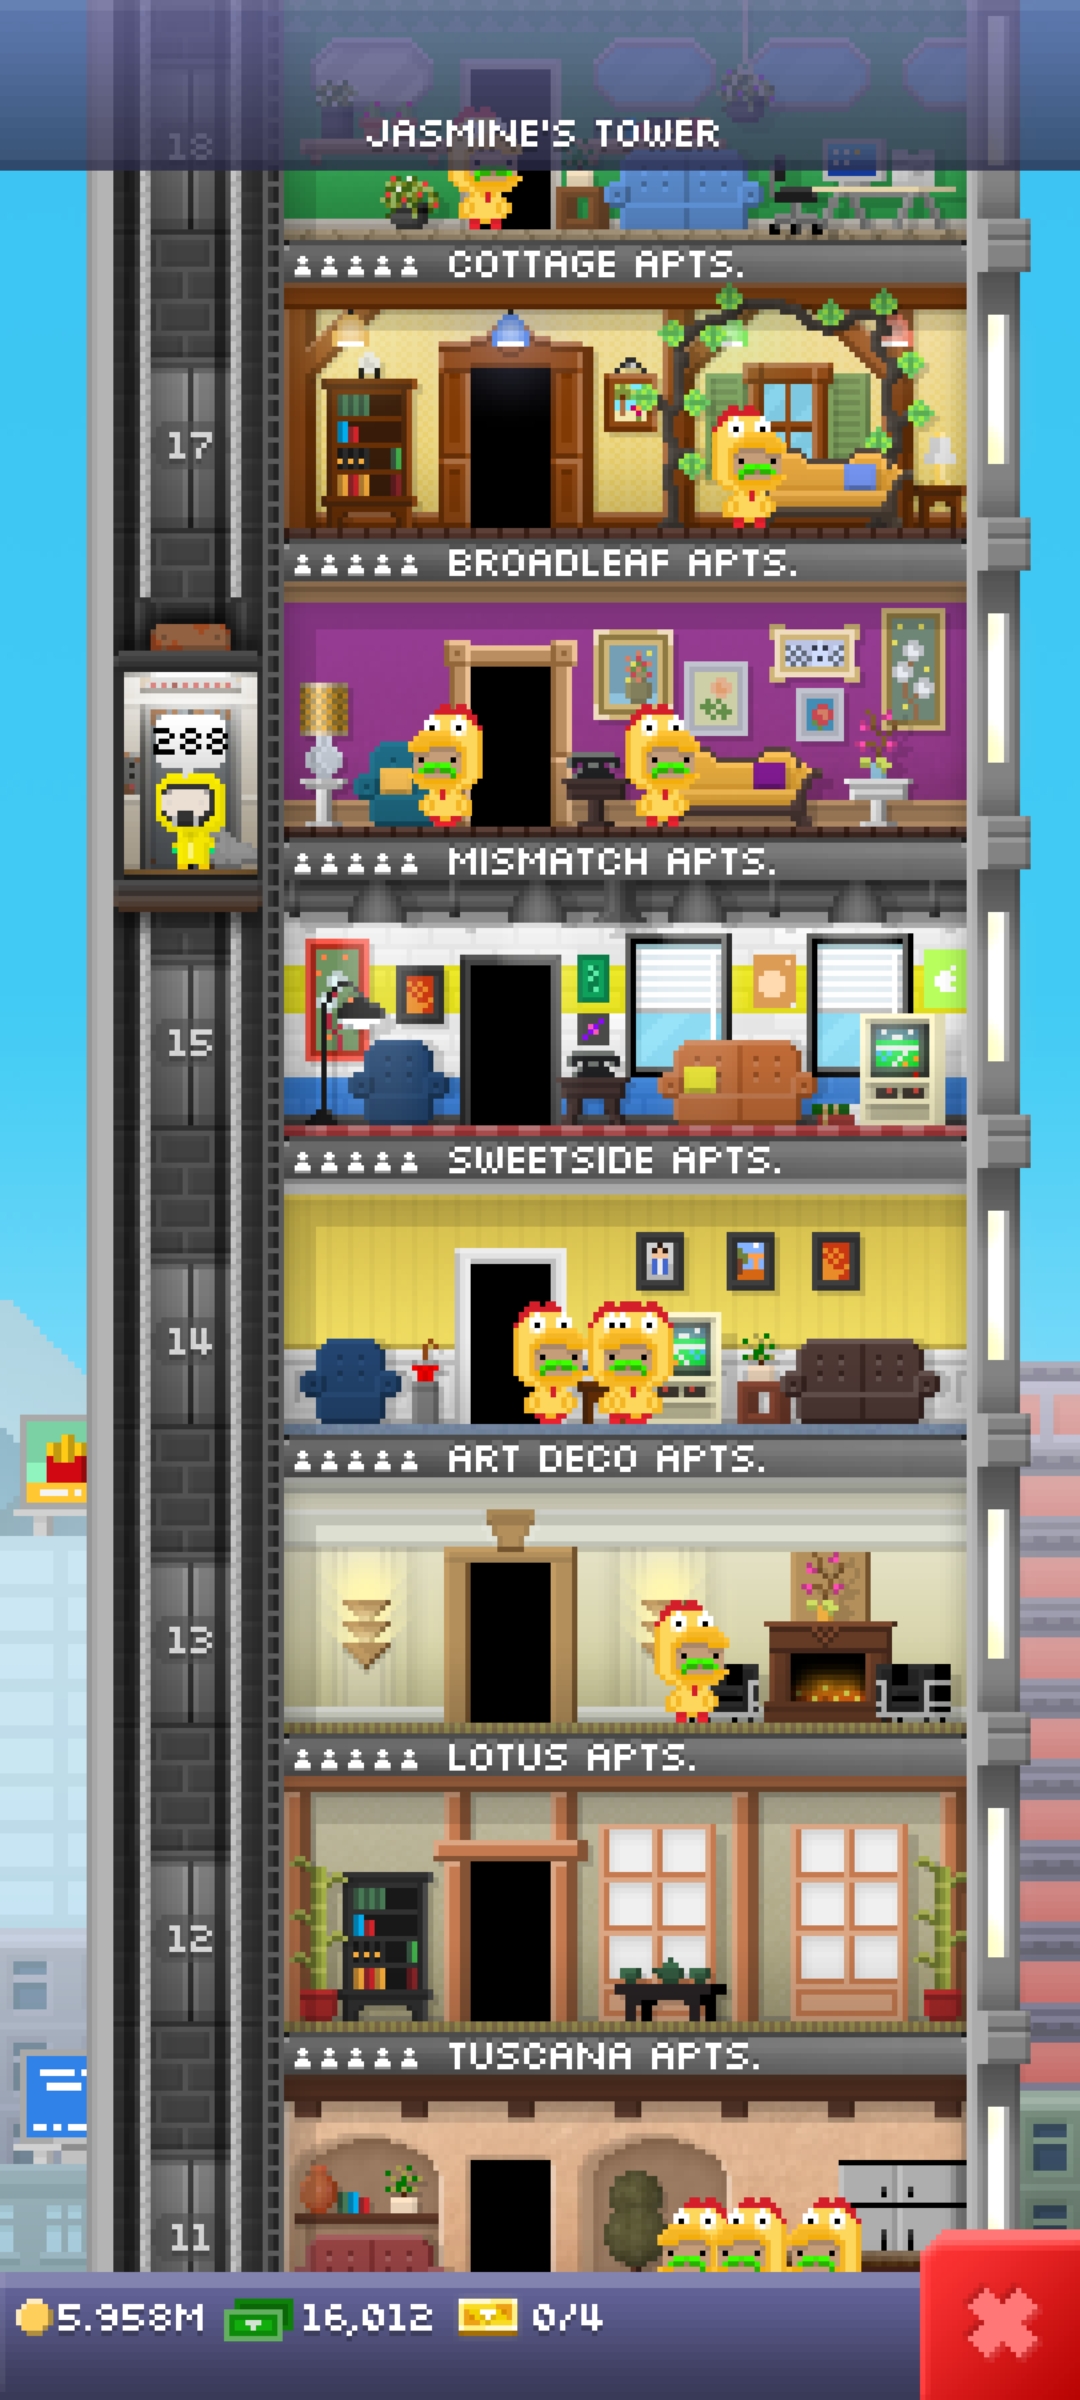 JASMINE'S TOWER
18
COTTAGE APTS.
17
BROADLEAF APTS.
288
MISMATCH APTS.
15
SWEETSIDE APTS.
14
ART DECO APTS.
13
LOTUS APTS.
12
TUSCANA APTS.
11
5.958M 16,012 0/4